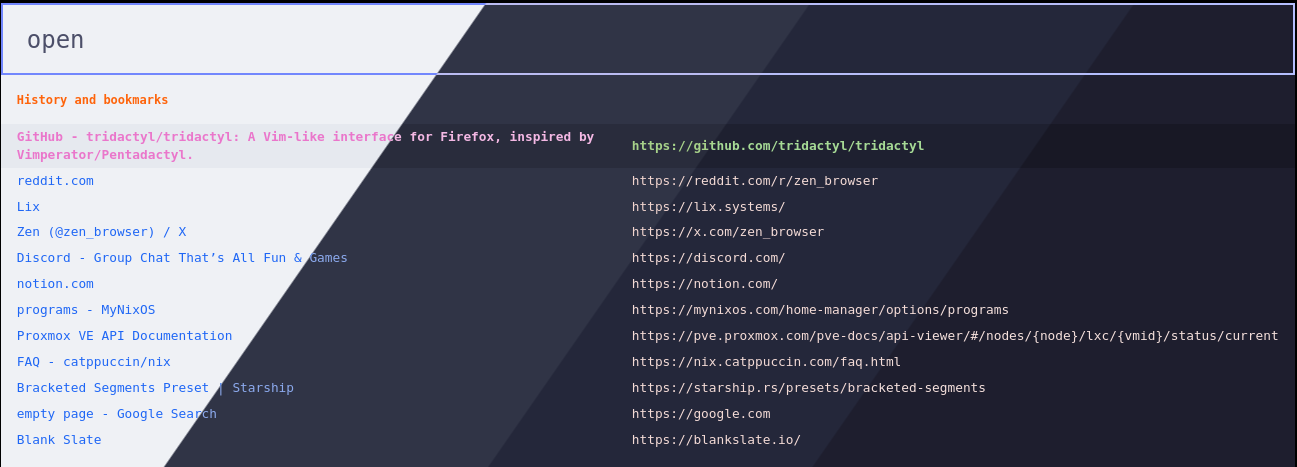 open
History and bookmarks
GitHub - tridactyl/tridactyl: A Vim-like interface for Firefox, inspired by
Vimperator/Pentadactyl.
https://github.com/tridactyl/tridactyl
reddit.com https://reddit.com/r/zen_browser
Lix https://lix.systems/
Zen (@zen_browser) / X https://x.com/zen_browser
Discord - Group Chat That’s All Fun & Games https://discord.com/
notion.com https://notion.com/
programs - MyNixOS https://mynixos.com/home-manager/options/programs
Proxmox VE API Documentation https://pve.proxmox.com/pve-docs/api-viewer/#/nodes/{node}/lxc/{vmid}/status/current
FAQ - catppuccin/nix https://nix.catppuccin.com/faq.html
Bracketed Segments Preset | Starship https://starship.rs/presets/bracketed-segments
empty page - Google Search https://google.com
Blank Slate https://blankslate.io/